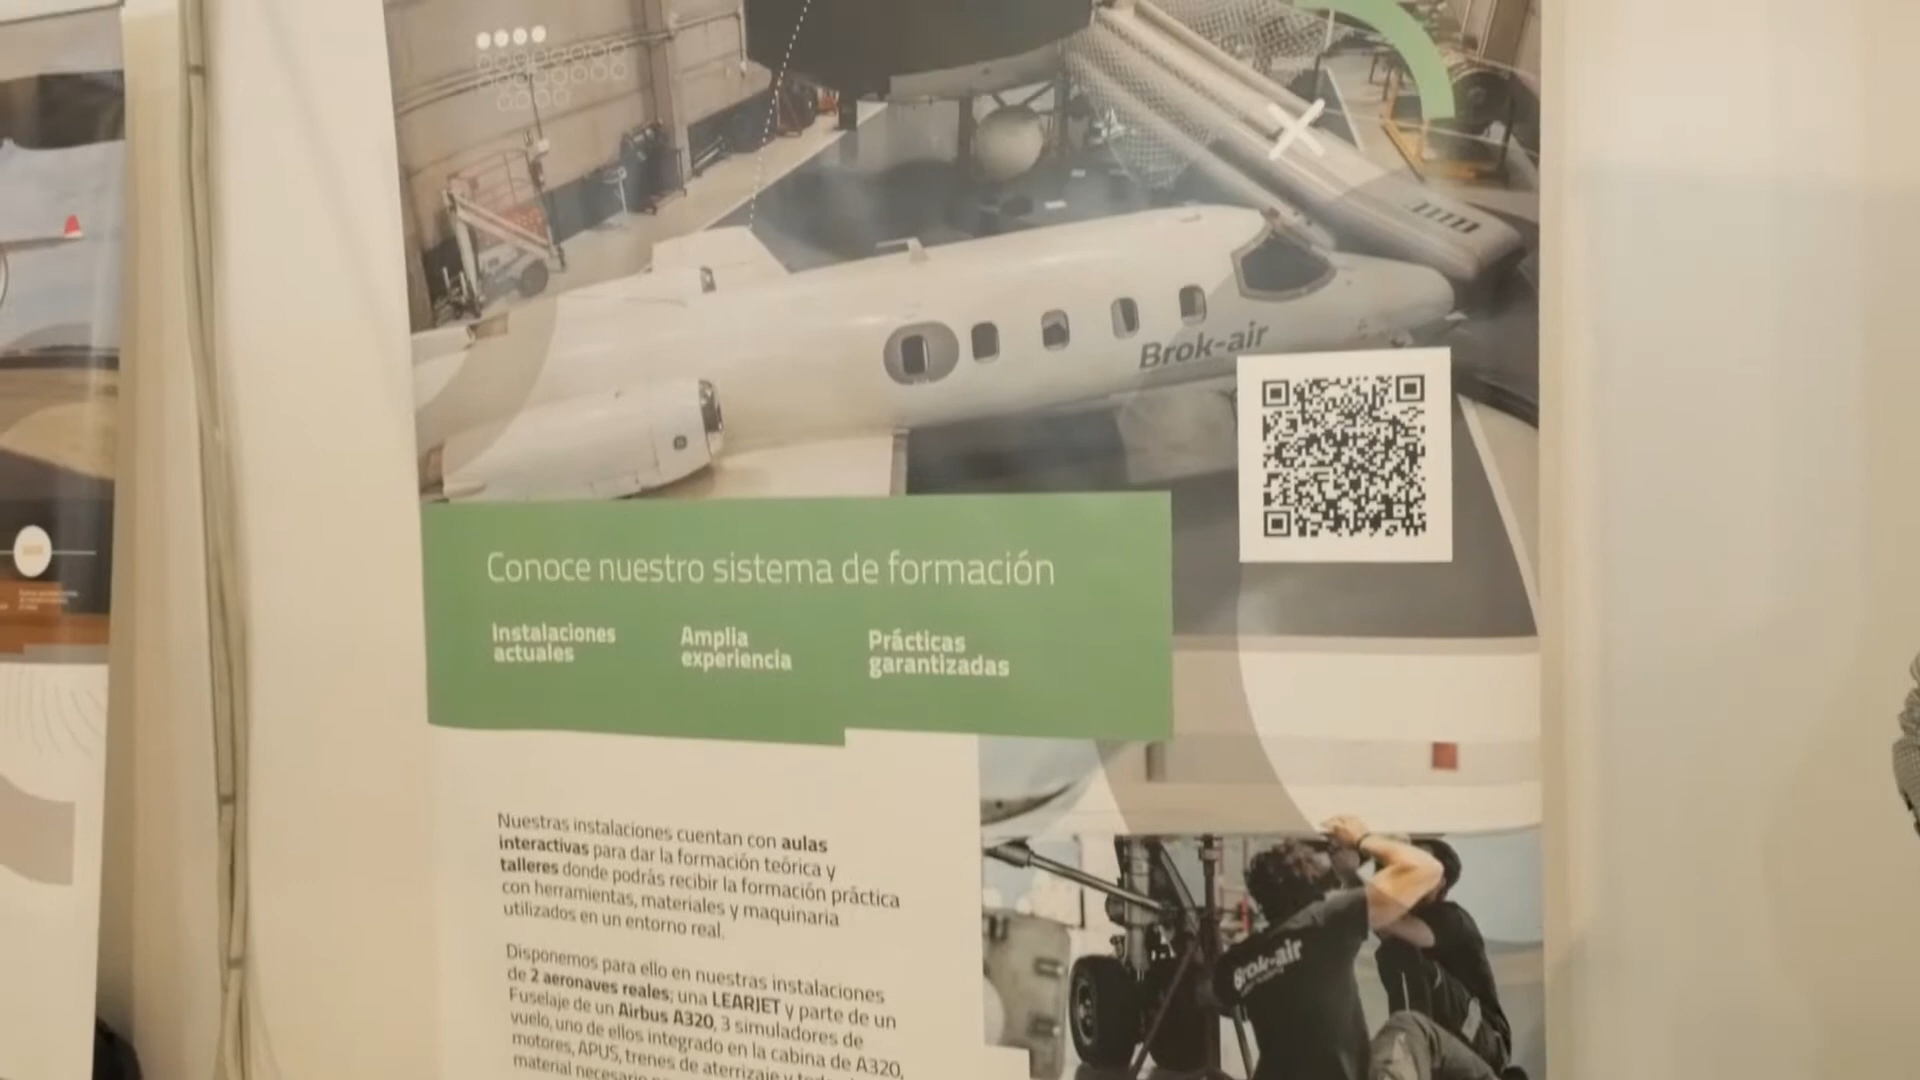 Brok-air
Conoce nuestro sistema de formación
Instalaciones
actuales
Amplia
experiencia
Prácticas
garantizadas
Nuestras instalaciones cuentan con aulas
interactivas para dar la formación teórica y
talleres donde podrás recibir la formación práctica
con herramientas, materiales y maquinaria
utilizados en un entorno real.
Disponemos para ello en nuestras instalaciones
de 2 aeronaves reales; una LEARJET y parte de un
Fuselaje de un Airbus A320, 3 simuladores de
vuelo, uno de ellos integrado en la cabina de A320,
motores, APUS, trenes de aterrizaje y
material necesario
Brok-air